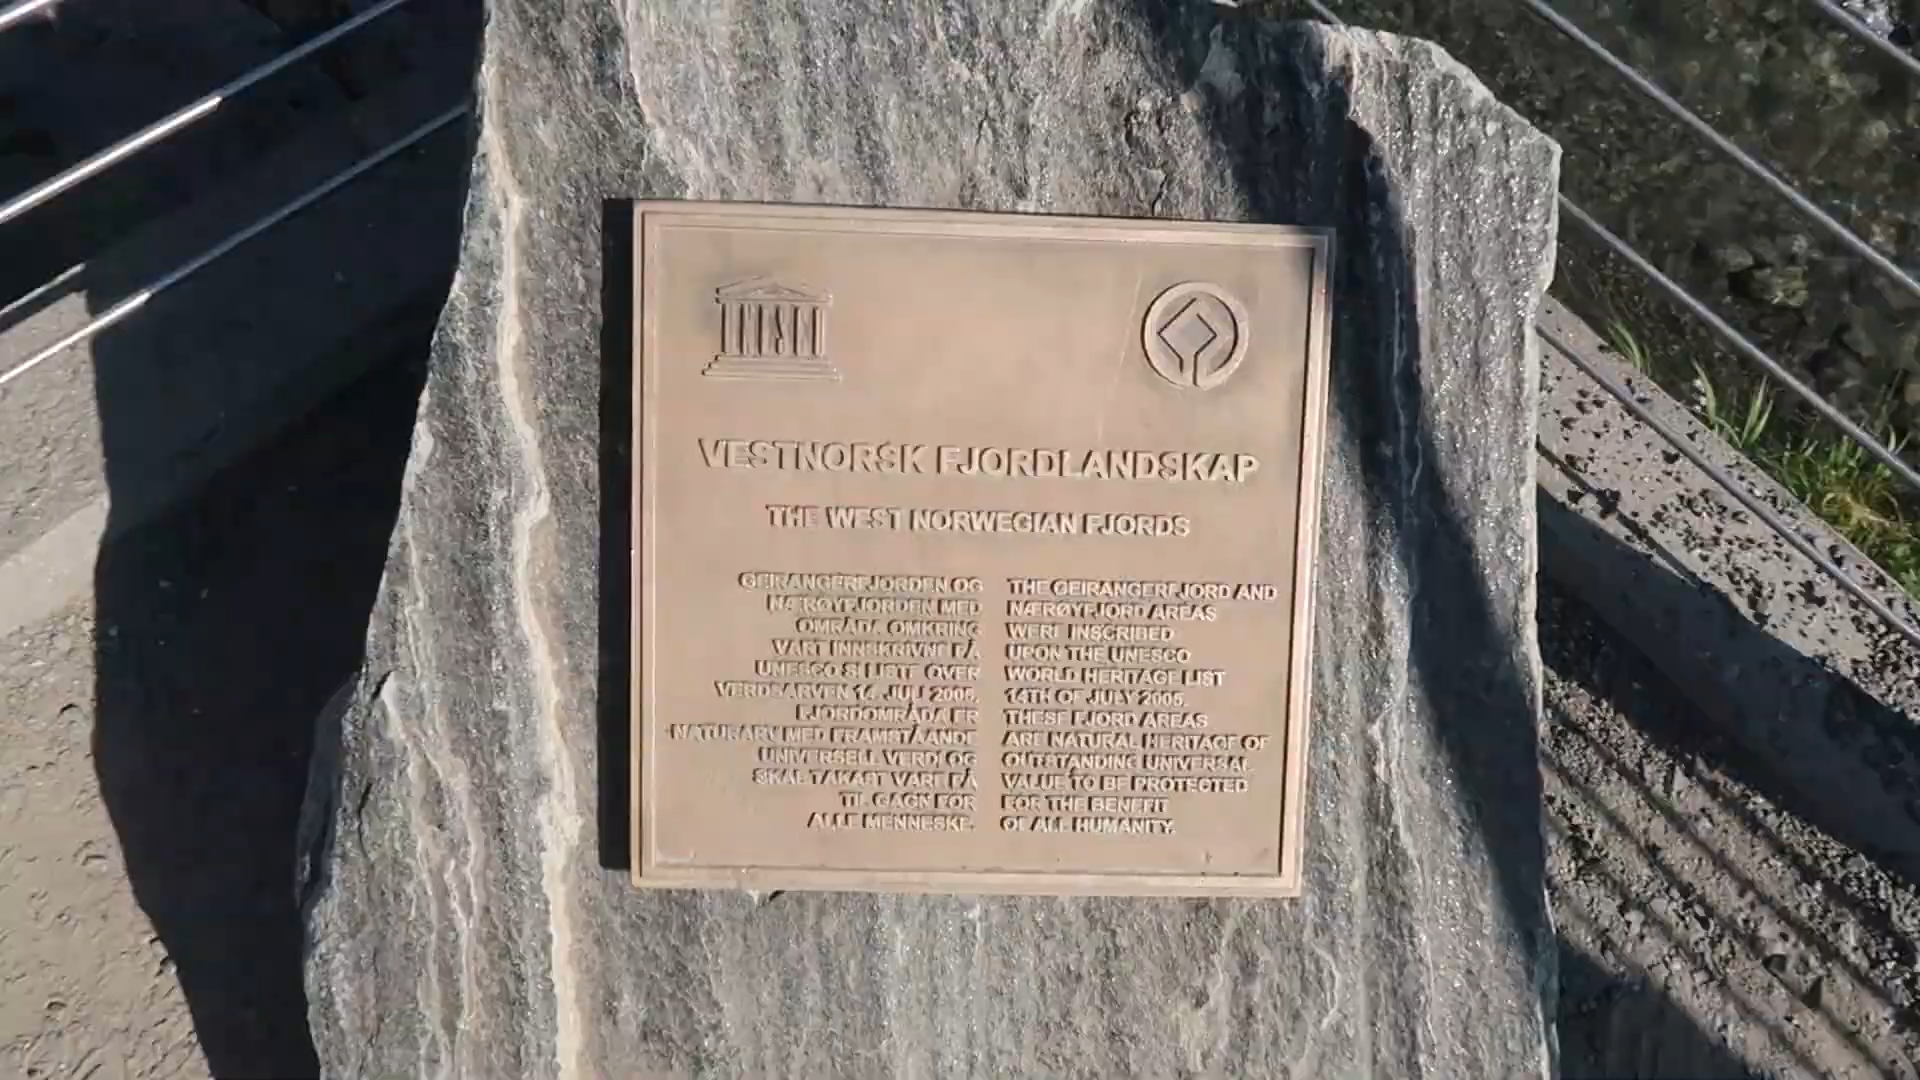 VESTNORSK FJORDLANDSKAP
THE WEST NORWEGIAN FJORDS
GEIRANGERFJORDEN OG
NÆRØYFJORDEN MED
OMRÅDA OMKRING
VART INNSKRIVNE PÅ
UNESCO SI LISTE OVER
VERDSARVEN 14. JULI 2005.
FJORDOMRÅDA ER
NATURARV MED FRAMSTÅANDE
UNIVERSELL VERDI OG
SKAL TAKAST VARE PÅ
TIL GAGN FOR
ALLE MENNESKE.
THE GEIRANGERFJORD AND
NÆRØYFJORD AREAS
WERE INSCRIBED
UPON THE UNESCO
WORLD HERITAGE LIST
14TH OF JULY 2005.
THESE FJORD AREAS
ARE NATURAL HERITAGE OF
OUTSTANDING UNIVERSAL
VALUE TO BE PROTECTED
FOR THE BENEFIT
OF ALL HUMANITY.